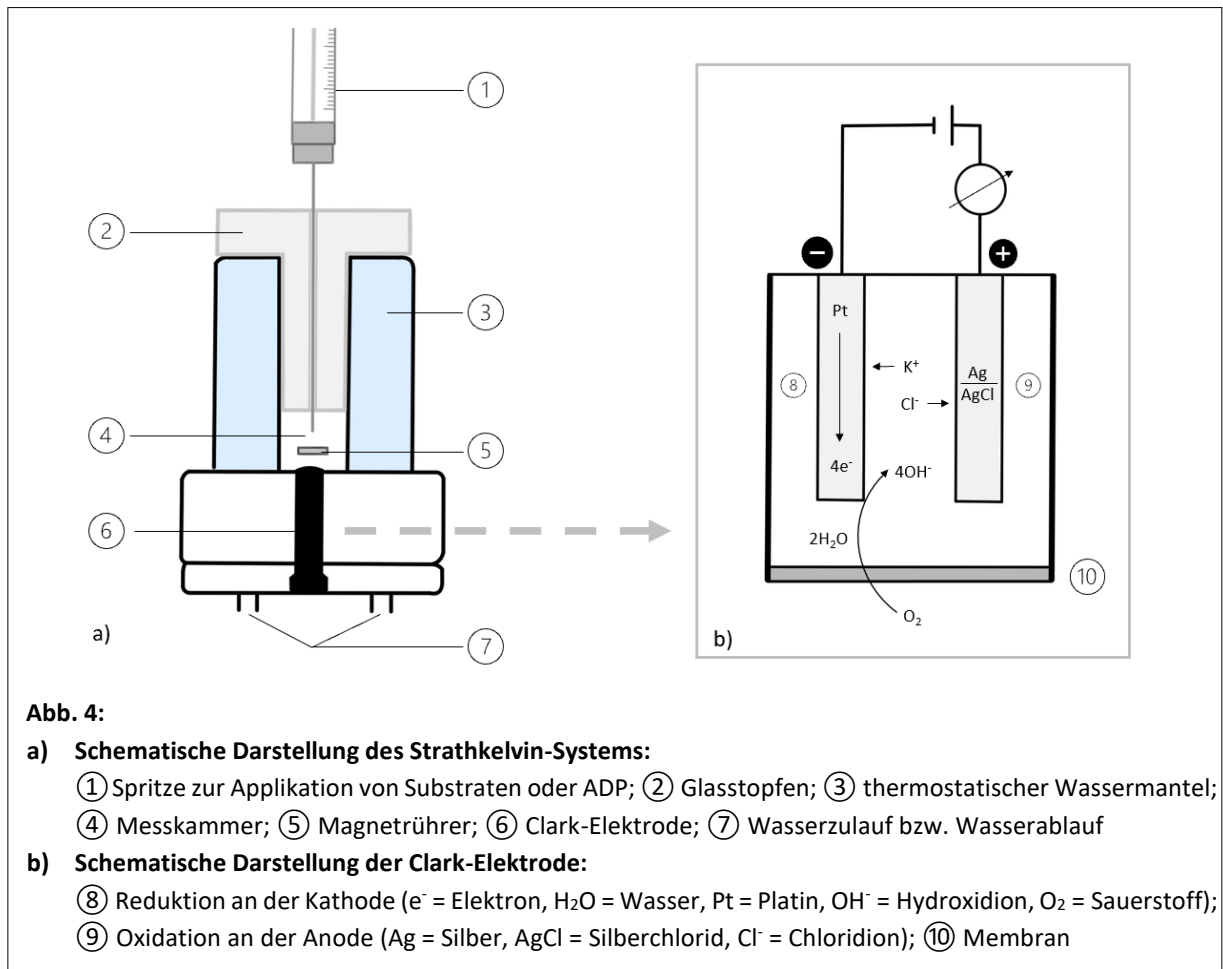 ①
②
③
④
⑤
⑥
⑦
a)
−
+
Pt
K⁺
⑧
Ag
AgCl
⑨
Cl⁻
4e⁻
4OH⁻
2H₂O
⑩
O₂
b)
Abb. 4:
a) Schematische Darstellung des Strathkelvin-Systems:
① Spritze zur Applikation von Substraten oder ADP; ② Glasstopfen; ③ thermostatischer Wassermantel;
④ Messkammer; ⑤ Magnetrührer; ⑥ Clark-Elektrode; ⑦ Wasserzulauf bzw. Wasserablauf
b) Schematische Darstellung der Clark-Elektrode:
⑧ Reduktion an der Kathode (e⁻ = Elektron, H₂O = Wasser, Pt = Platin, OH⁻ = Hydroxidion, O₂ = Sauerstoff);
⑨ Oxidation an der Anode (Ag = Silber, AgCl = Silberchlorid, Cl⁻ = Chloridion); ⑩ Membran